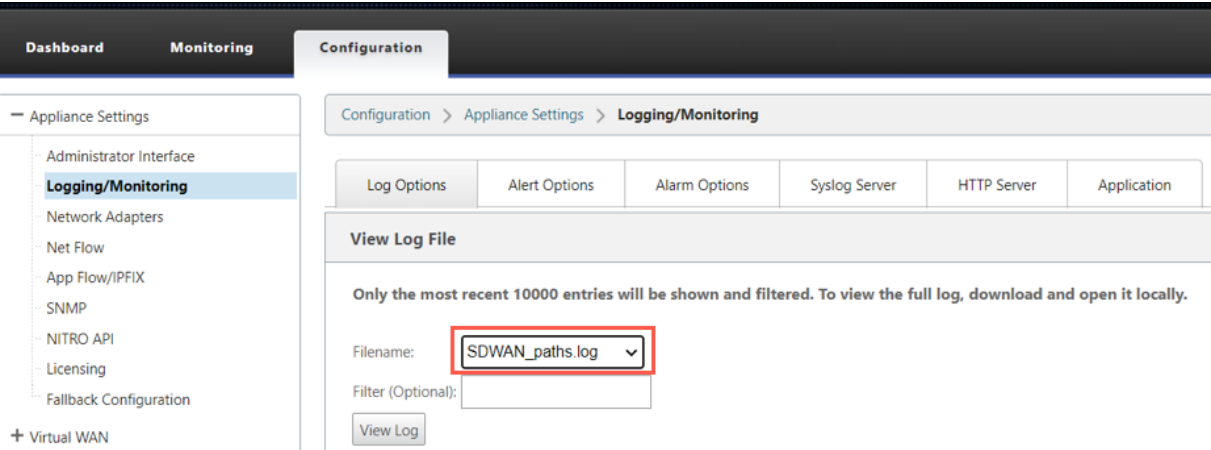 Dashboard Monitoring Configuration
Appliance Settings
Administrator Interface
Logging/Monitoring
Network Adapters
Net Flow
App Flow/IPFIX
SNMP
NITRO API
Licensing
Fallback Configuration
Virtual WAN
Configuration > Appliance Settings > Logging/Monitoring
Log Options Alert Options Alarm Options Syslog Server HTTP Server Application
View Log File
Only the most recent 10000 entries will be shown and filtered. To view the full log, download and open it locally.
Filename: SDWAN_paths.log
Filter (Optional):
View Log